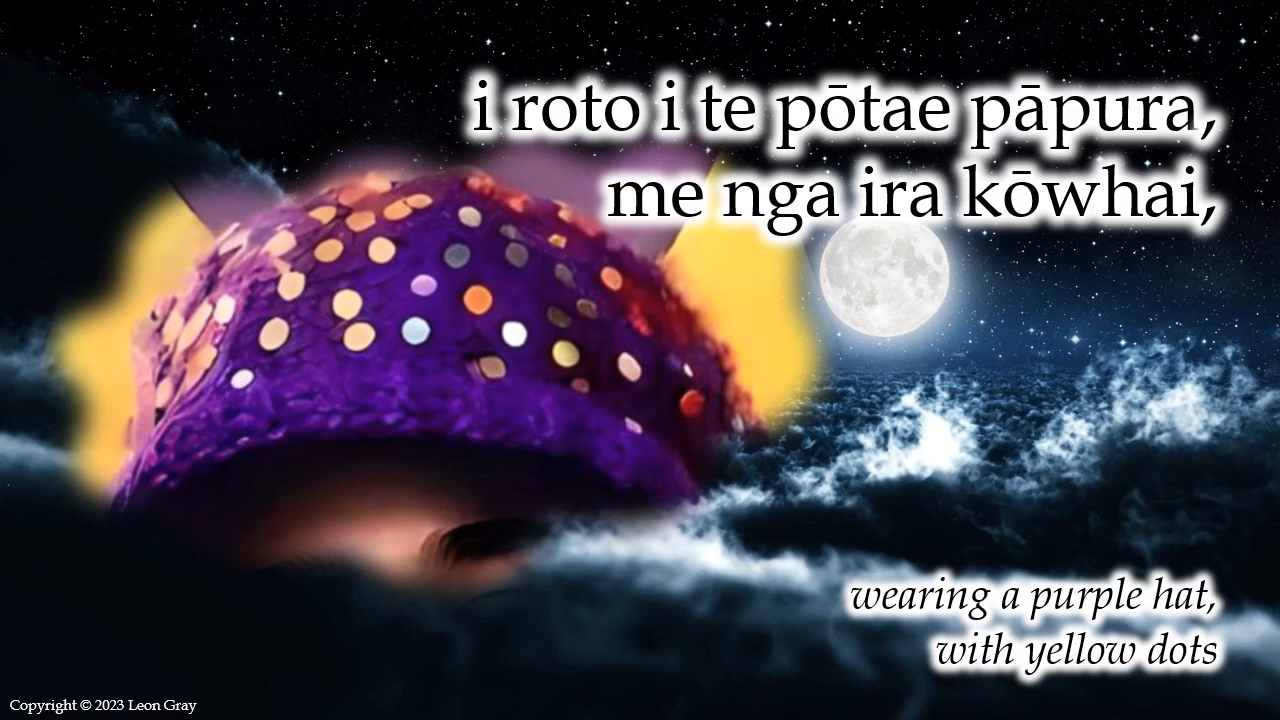 i roto i te pōtae pāpura,
me nga ira kōwhai,
wearing a purple hat,
with yellow dots
Copyright © 2023 Leon Gray